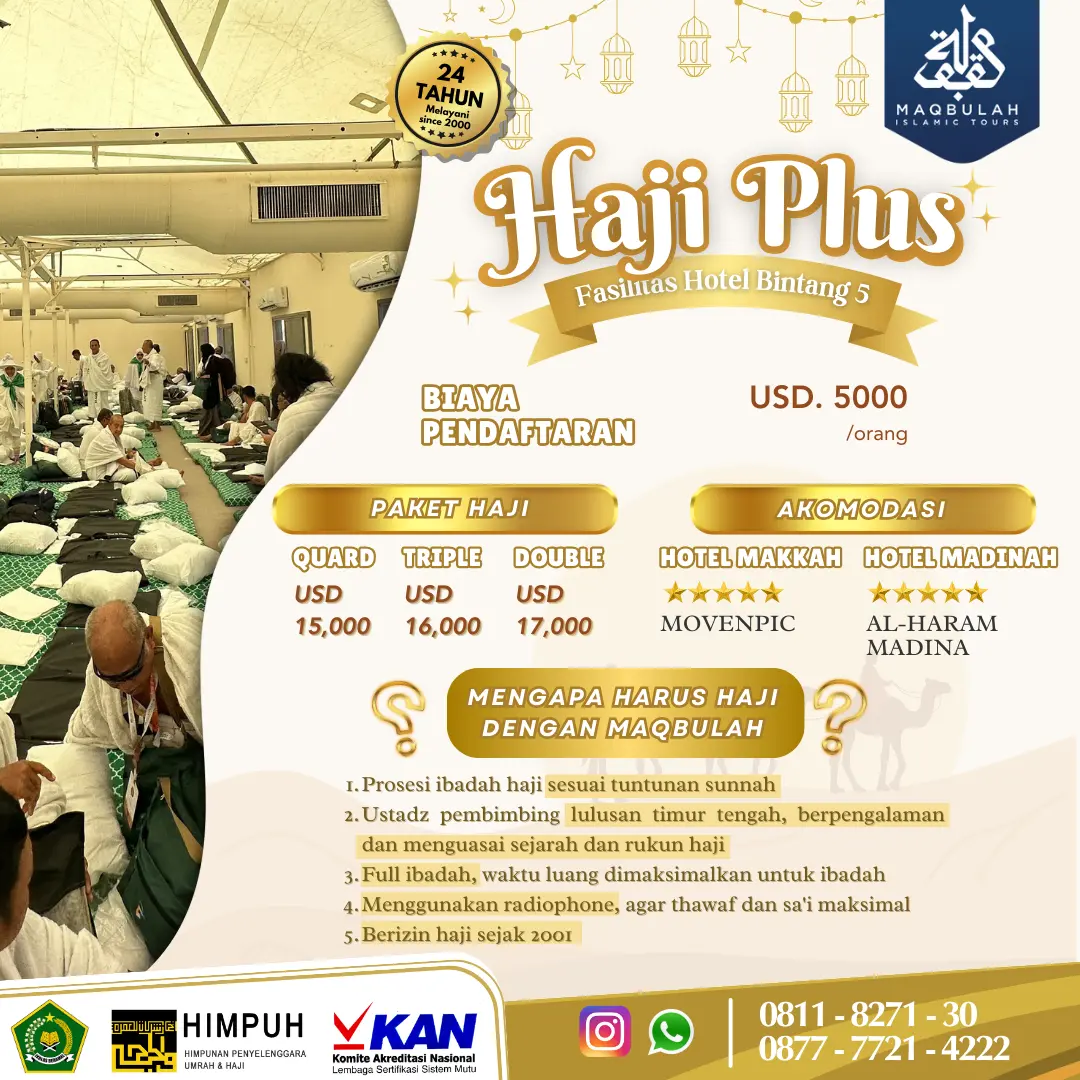 24
TAHUN
Melayani
since 2000
MAQBULAH
ISLAMIC TOURS
Haji Plus
Fasilitas Hotel Bintang 5
BIAYA
PENDAFTARAN
USD. 5000
/orang
PAKET HAJI
QUARD TRIPLE DOUBLE
USD USD USD
15,000 16,000 17,000
AKOMODASI
HOTEL MAKKAH HOTEL MADINAH
MOVENPIC AL-HARAM
MADINA
MENGAPA HARUS HAJI
DENGAN MAQBULAH
1. Prosesi ibadah haji sesuai tuntunan sunnah
2. Ustadz pembimbing lulusan timur tengah, berpengalaman
dan menguasai sejarah dan rukun haji
3. Full ibadah, waktu luang dimaksimalkan untuk ibadah
4. Menggunakan radiophone, agar thawaf dan sa'i maksimal
5. Berizin haji sejak 2001
HIMPUH
HIMPUNAN PENYELENGGARA
UMRAH & HAJI
KAN
Komite Akreditasi Nasional
Lembaga Sertifikasi Sistem Mutu
0811 - 8271 - 30
0877 - 7721 - 4222